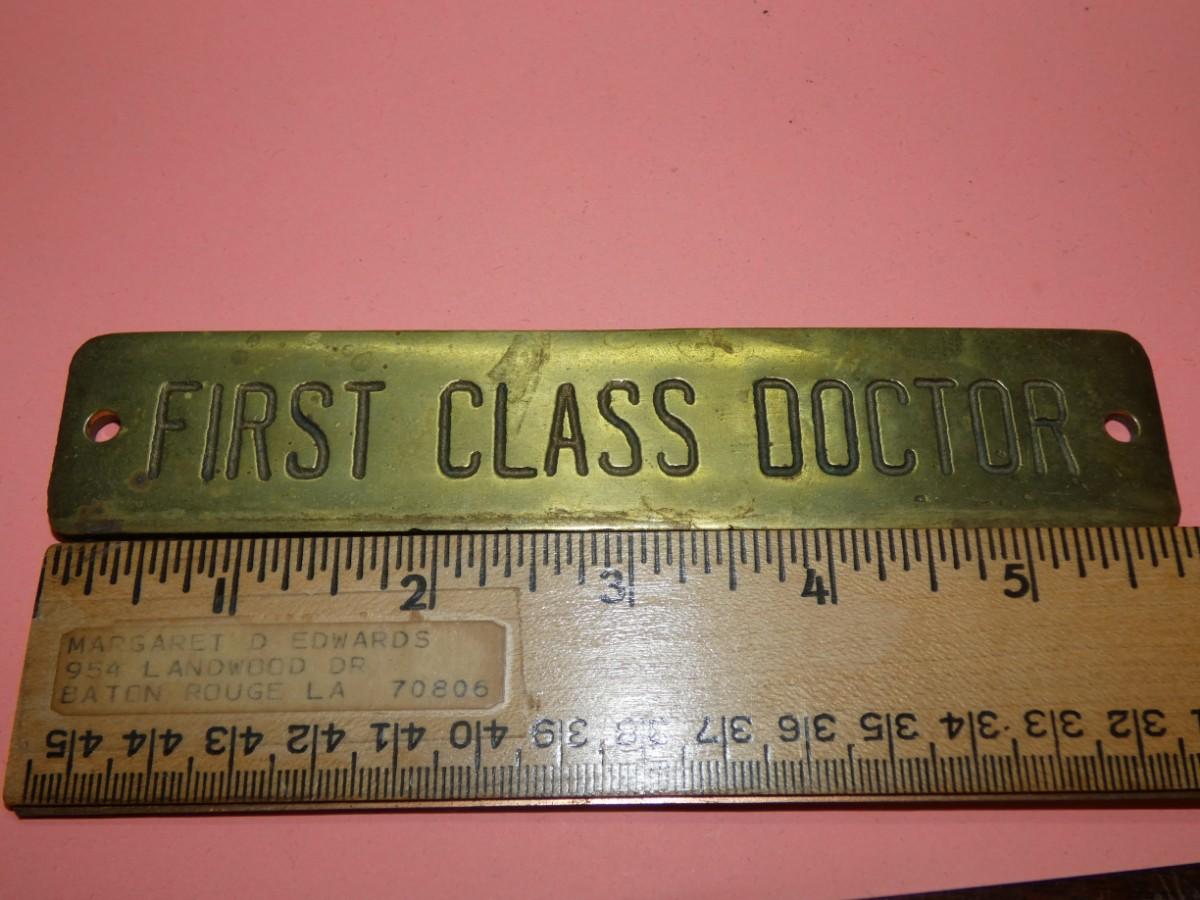 FIRST CLASS DOCTOR
1 2 3 4 5
MARGARET D EDWARDS
954 LANDWOOD DR
BATON ROUGE LA 70806
45 44 43 42 41 40 39 38 37 36 35 34 33 32